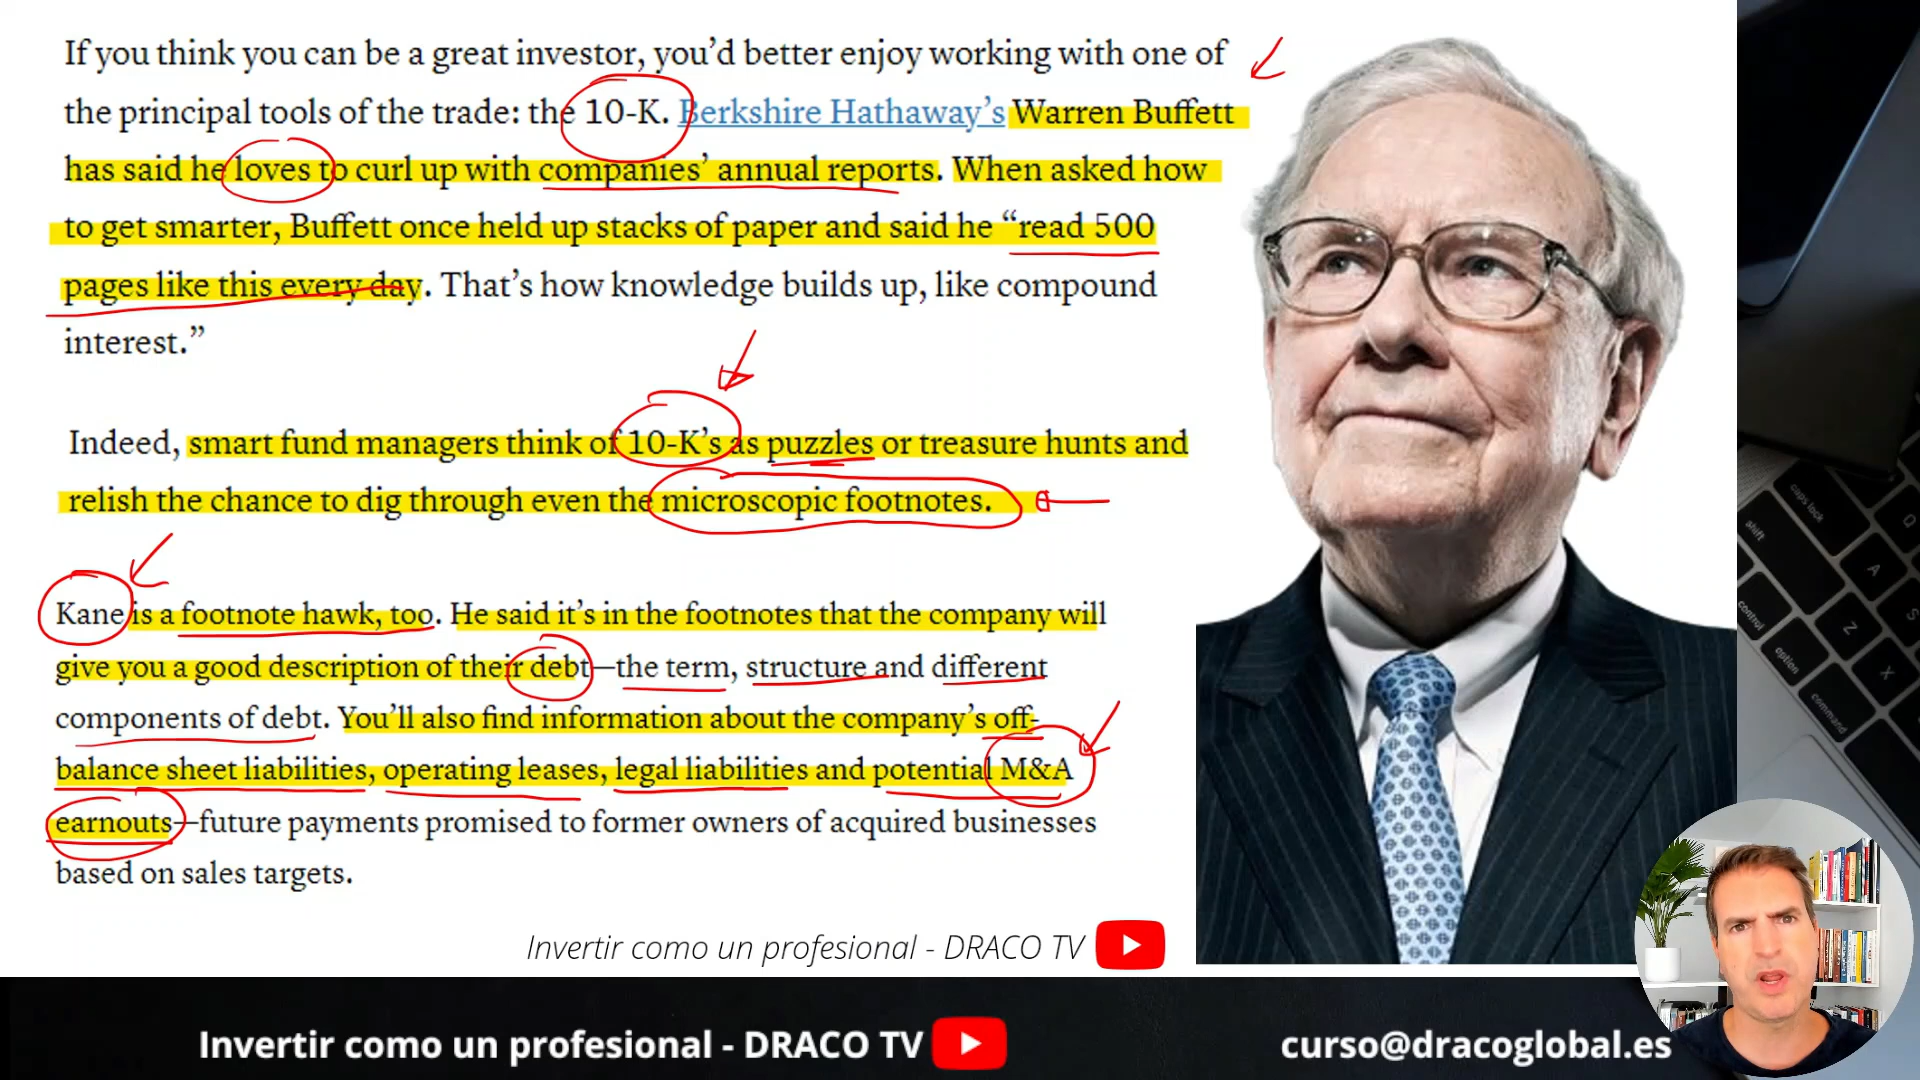 If you think you can be a great investor, you’d better enjoy working with one of
the principal tools of the trade: the 10-K. Berkshire Hathaway’s Warren Buffett
has said he loves to curl up with companies’ annual reports. When asked how
to get smarter, Buffett once held up stacks of paper and said he “read 500
pages like this every day. That’s how knowledge builds up, like compound
interest.”
Indeed, smart fund managers think of 10-K’s as puzzles or treasure hunts and
relish the chance to dig through even the microscopic footnotes.
Kane is a footnote hawk, too. He said it’s in the footnotes that the company will
give you a good description of their debt—the term, structure and different
components of debt. You’ll also find information about the company’s off-
balance sheet liabilities, operating leases, legal liabilities and potential M&A
earnouts—future payments promised to former owners of acquired businesses
based on sales targets.
Invertir como un profesional - DRACO TV
Invertir como un profesional - DRACO TV
curso@dracoglobal.es
caps lock
shift
control
option
command
Q
A
S
Z
X